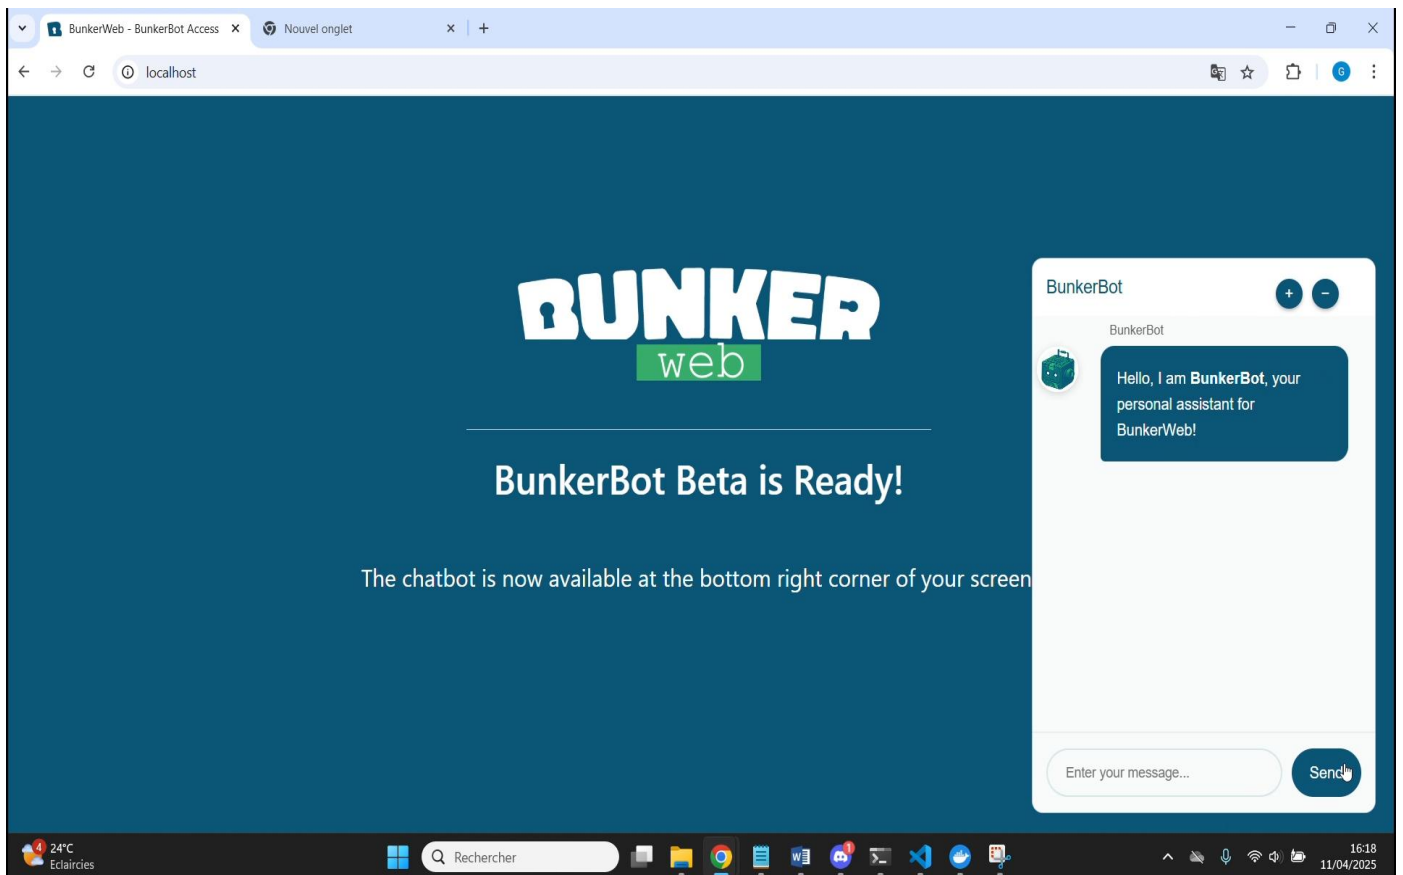 BunkerWeb - BunkerBot Access
Nouvel onglet
localhost
G
BUNKER
web
BunkerBot Beta is Ready!
The chatbot is now available at the bottom right corner of your screen
BunkerBot
+ −
BunkerBot
Hello, I am BunkerBot, your
personal assistant for
BunkerWeb!
Enter your message...
Send
4
24°C
Eclaircies
Rechercher
1
16:18
11/04/2025